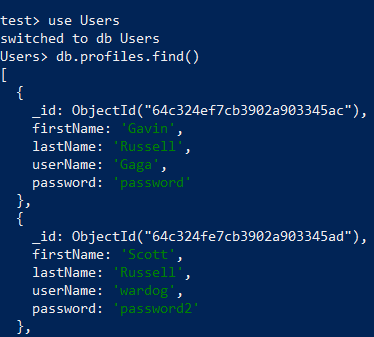 test> use Users
switched to db Users
Users> db.profiles.find()
[
  {
    _id: ObjectId("64c324ef7cb3902a903345ac"),
    firstName: 'Gavin',
    lastName: 'Russell',
    userName: 'Gaga',
    password: 'password'
  },
  {
    _id: ObjectId("64c324fe7cb3902a903345ad"),
    firstName: 'Scott',
    lastName: 'Russell',
    userName: 'wardog',
    password: 'password2'
  },